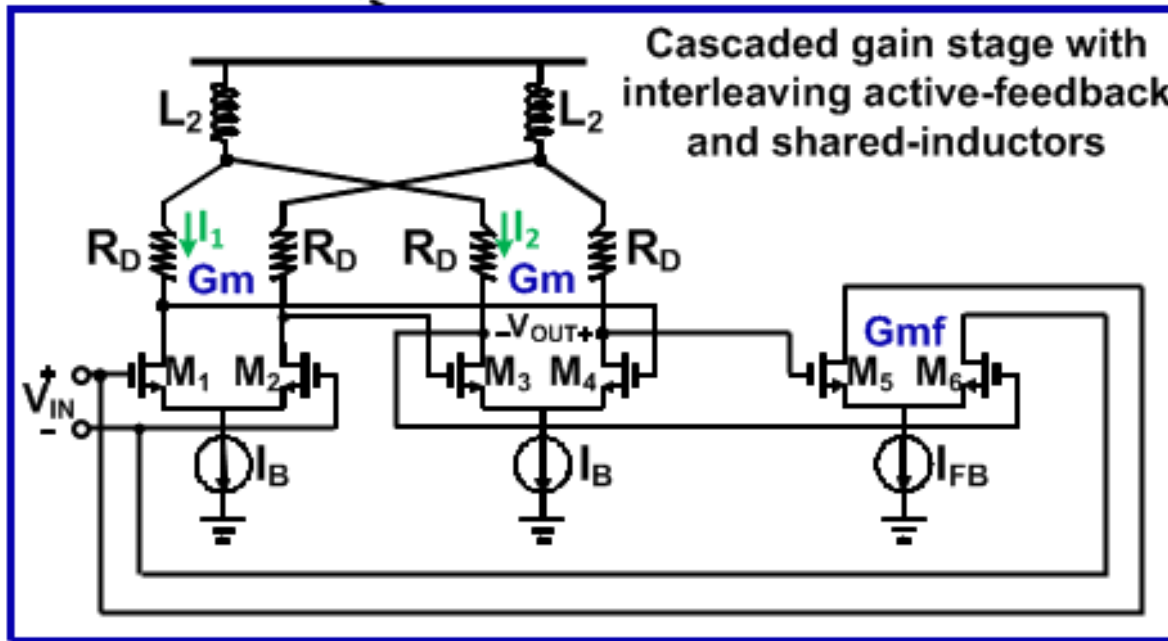 Cascaded gain stage with
interleaving active-feedback
and shared-inductors
L2 L2
RD I1 RD RD I2 RD
Gm Gm
-VOUT+ Gmf
M1 M2 M3 M4 M5 M6
+
VIN
-
IB IB IFB